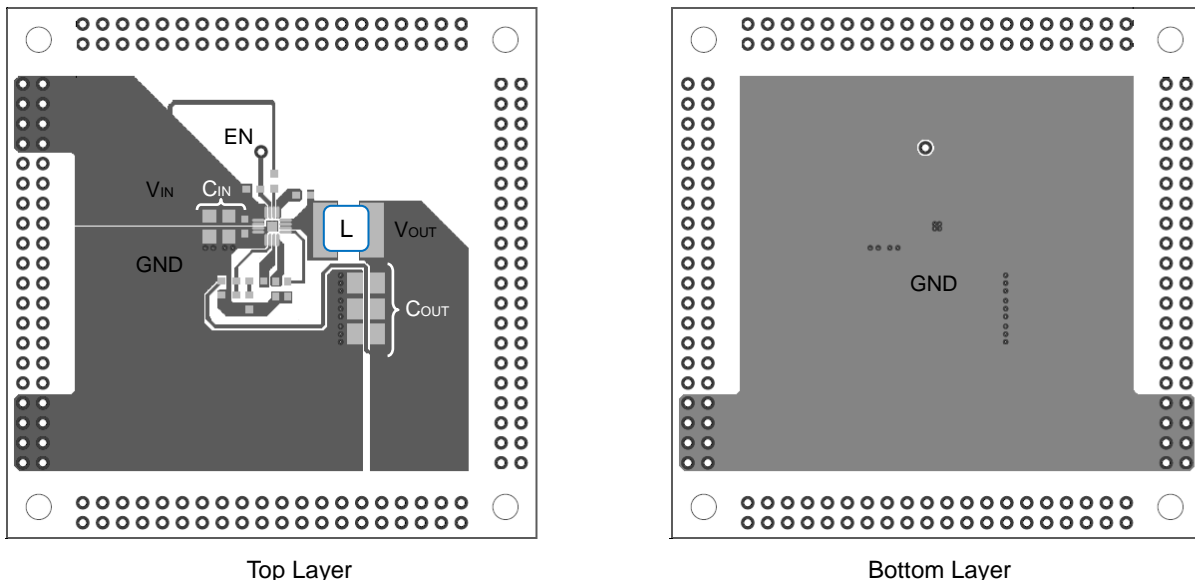 EN
VIN
CIN
L
VOUT
GND
COUT
GND
Top Layer
Bottom Layer